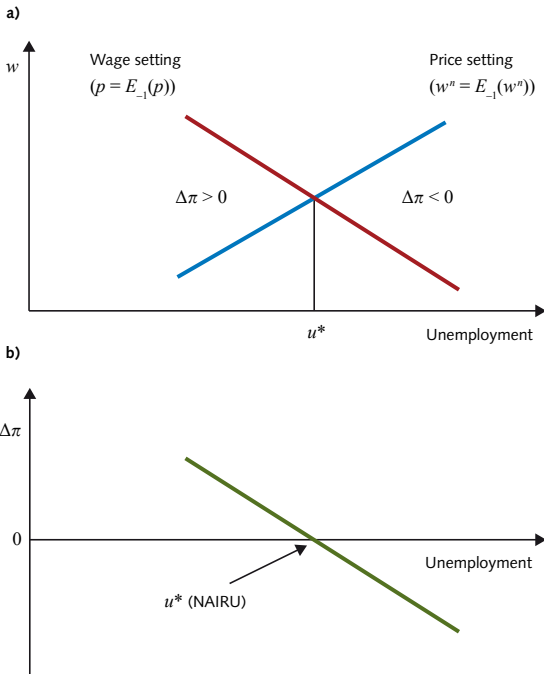 a)
w
Wage setting
(p = E₋₁(p))
Price setting
(wⁿ = E₋₁(wⁿ))
Δπ > 0
Δπ < 0
u*
Unemployment
b)
Δπ
0
Unemployment
u* (NAIRU)